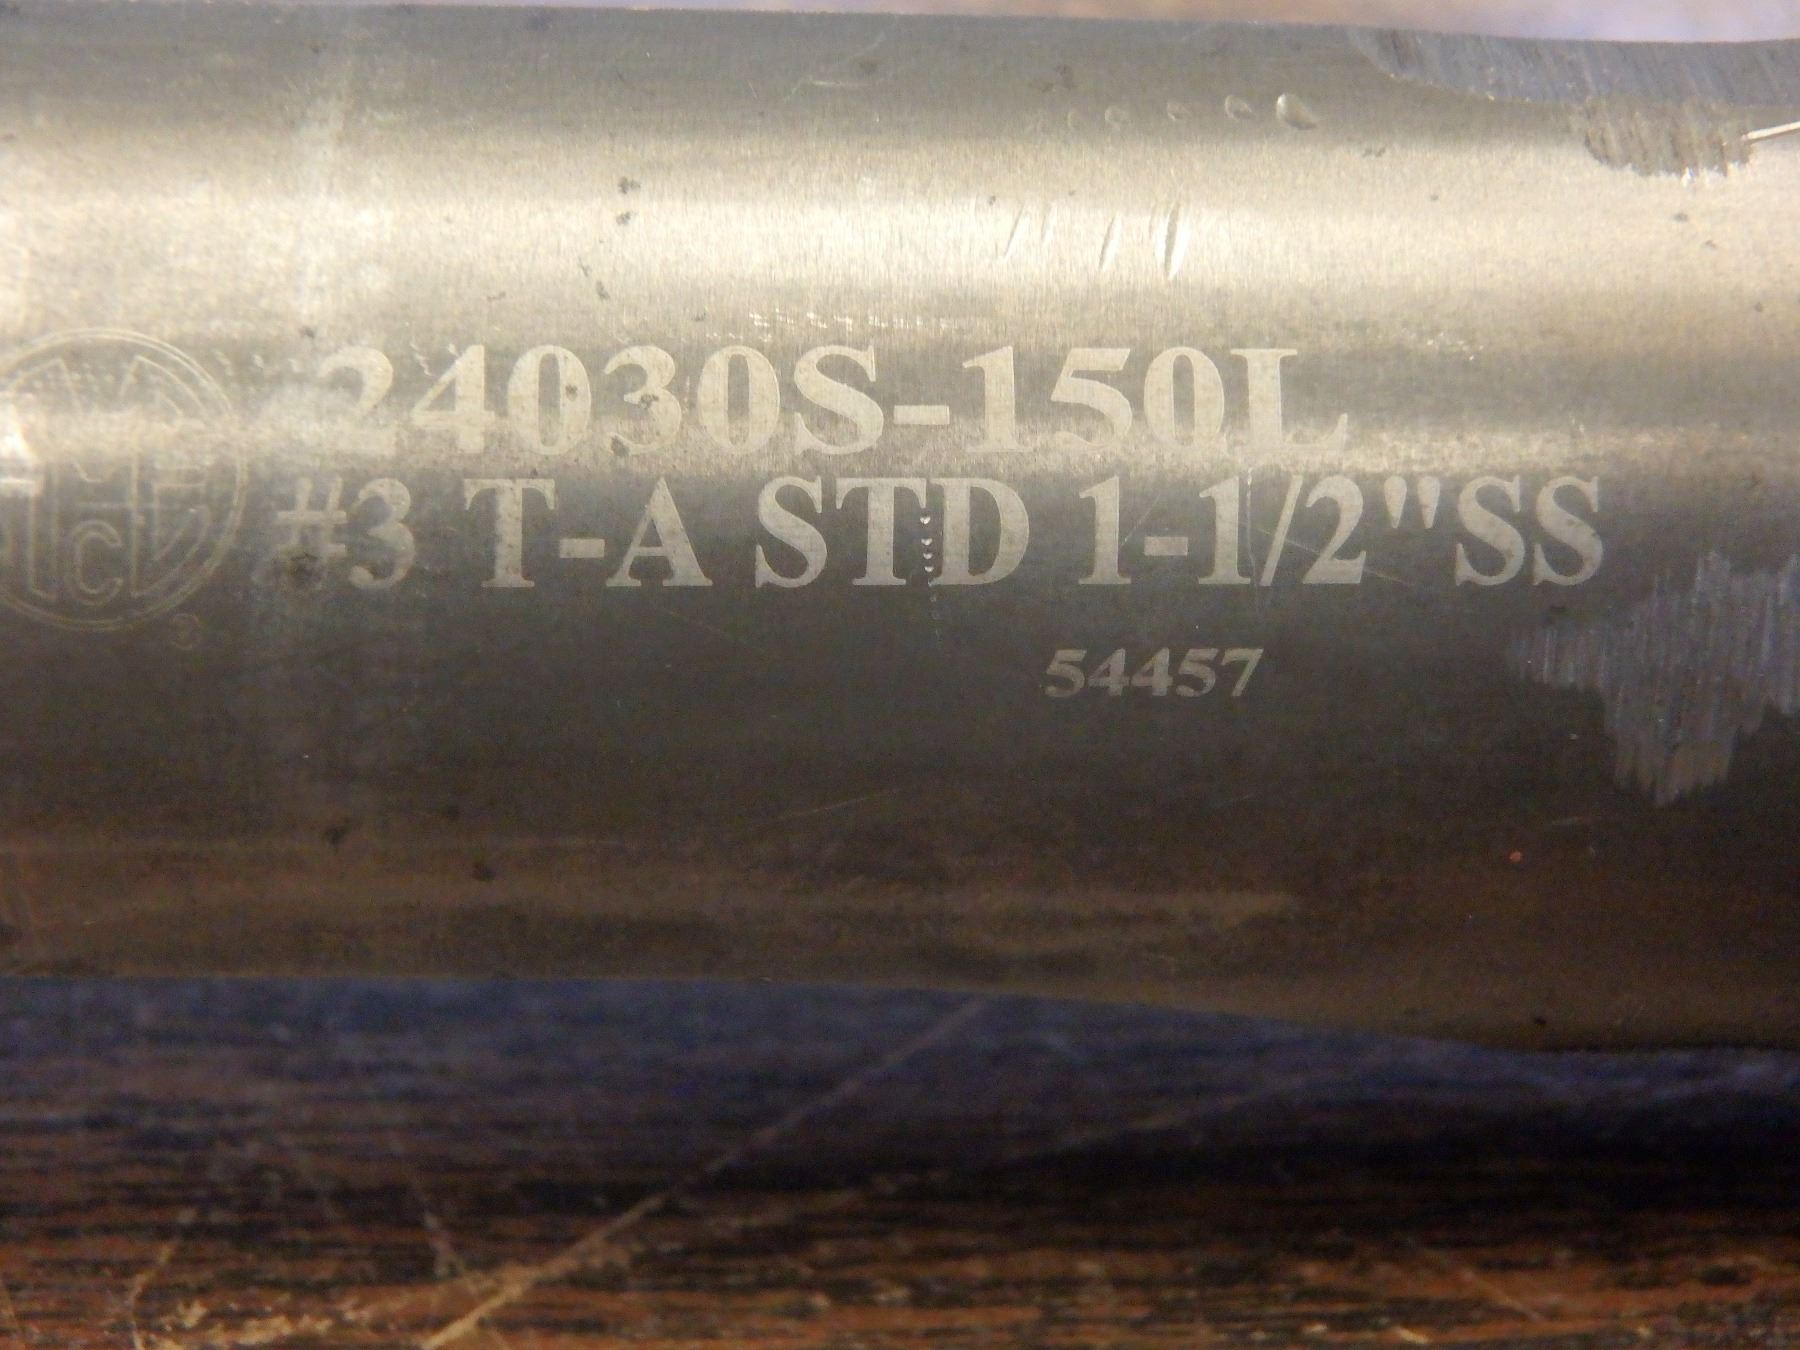 24030S-150L
#3 T-A STD 1-1/2"SS
54457